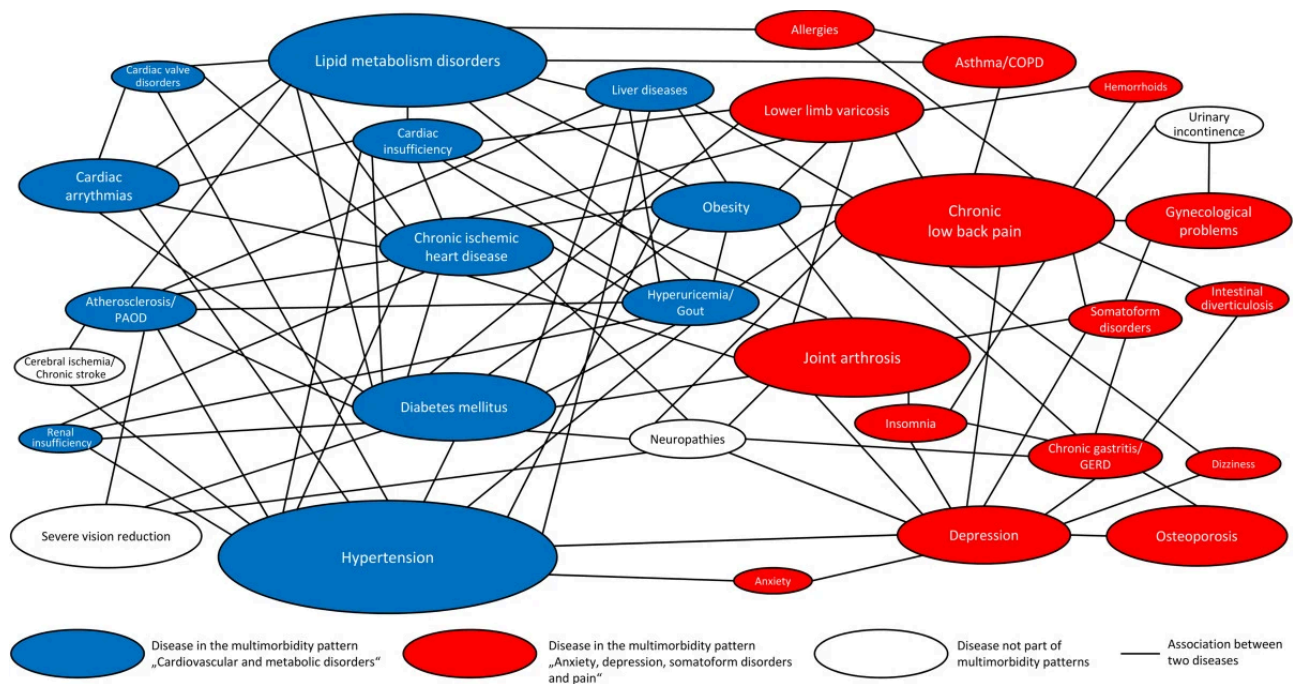 Lipid metabolism disorders
Allergies
Asthma/COPD
Cardiac valve
disorders
Liver diseases
Hemorrhoids
Lower limb varicosis
Urinary
incontinence
Cardiac
insufficiency
Cardiac
arrythmias
Obesity
Chronic
low back pain
Gynecological
problems
Chronic ischemic
heart disease
Atherosclerosis/
PAOD
Hyperuricemia/
Gout
Intestinal
diverticulosis
Somatoform
disorders
Cerebral ischemia/
Chronic stroke
Joint arthrosis
Diabetes mellitus
Insomnia
Renal
insufficiency
Neuropathies
Chronic gastritis/
GERD
Dizziness
Severe vision reduction
Hypertension
Depression
Osteoporosis
Anxiety
Disease in the multimorbidity pattern
„Cardiovascular and metabolic disorders“
Disease in the multimorbidity pattern
„Anxiety, depression, somatoform disorders
and pain“
Disease not part of
multimorbidity patterns
Association between
two diseases